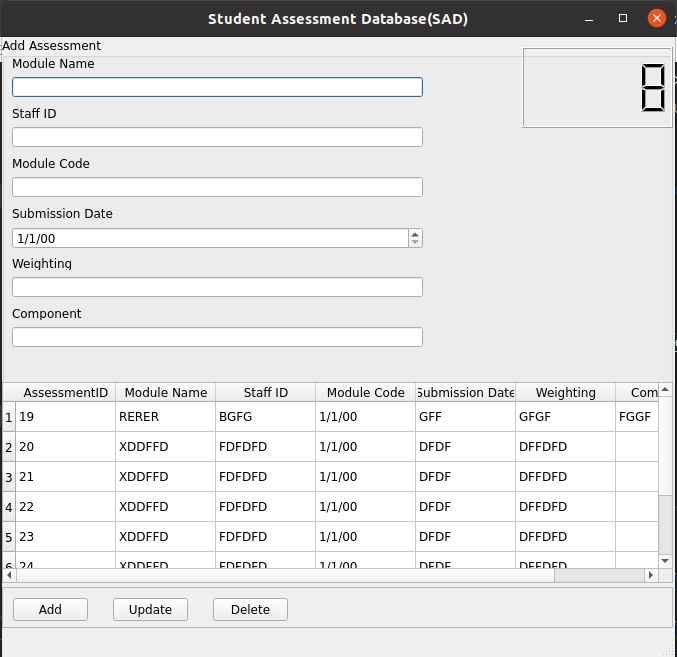 Student Assessment Database(SAD)
Add Assessment
Module Name
8
Staff ID
Module Code
Submission Date
1/1/00
Weighting
Component
AssessmentID Module Name Staff ID Module Code Submission Date Weighting Com
1 19 RERER BGFG 1/1/00 GFF GFGF FGGF
2 20 XDDFFD FDFDFD 1/1/00 DFDF DFFDFD
3 21 XDDFFD FDFDFD 1/1/00 DFDF DFFDFD
4 22 XDDFFD FDFDFD 1/1/00 DFDF DFFDFD
5 23 XDDFFD FDFDFD 1/1/00 DFDF DFFDFD
6 24 XDDFFD FDFDFD 1/1/00 DFDF DFFDFD
Add Update Delete